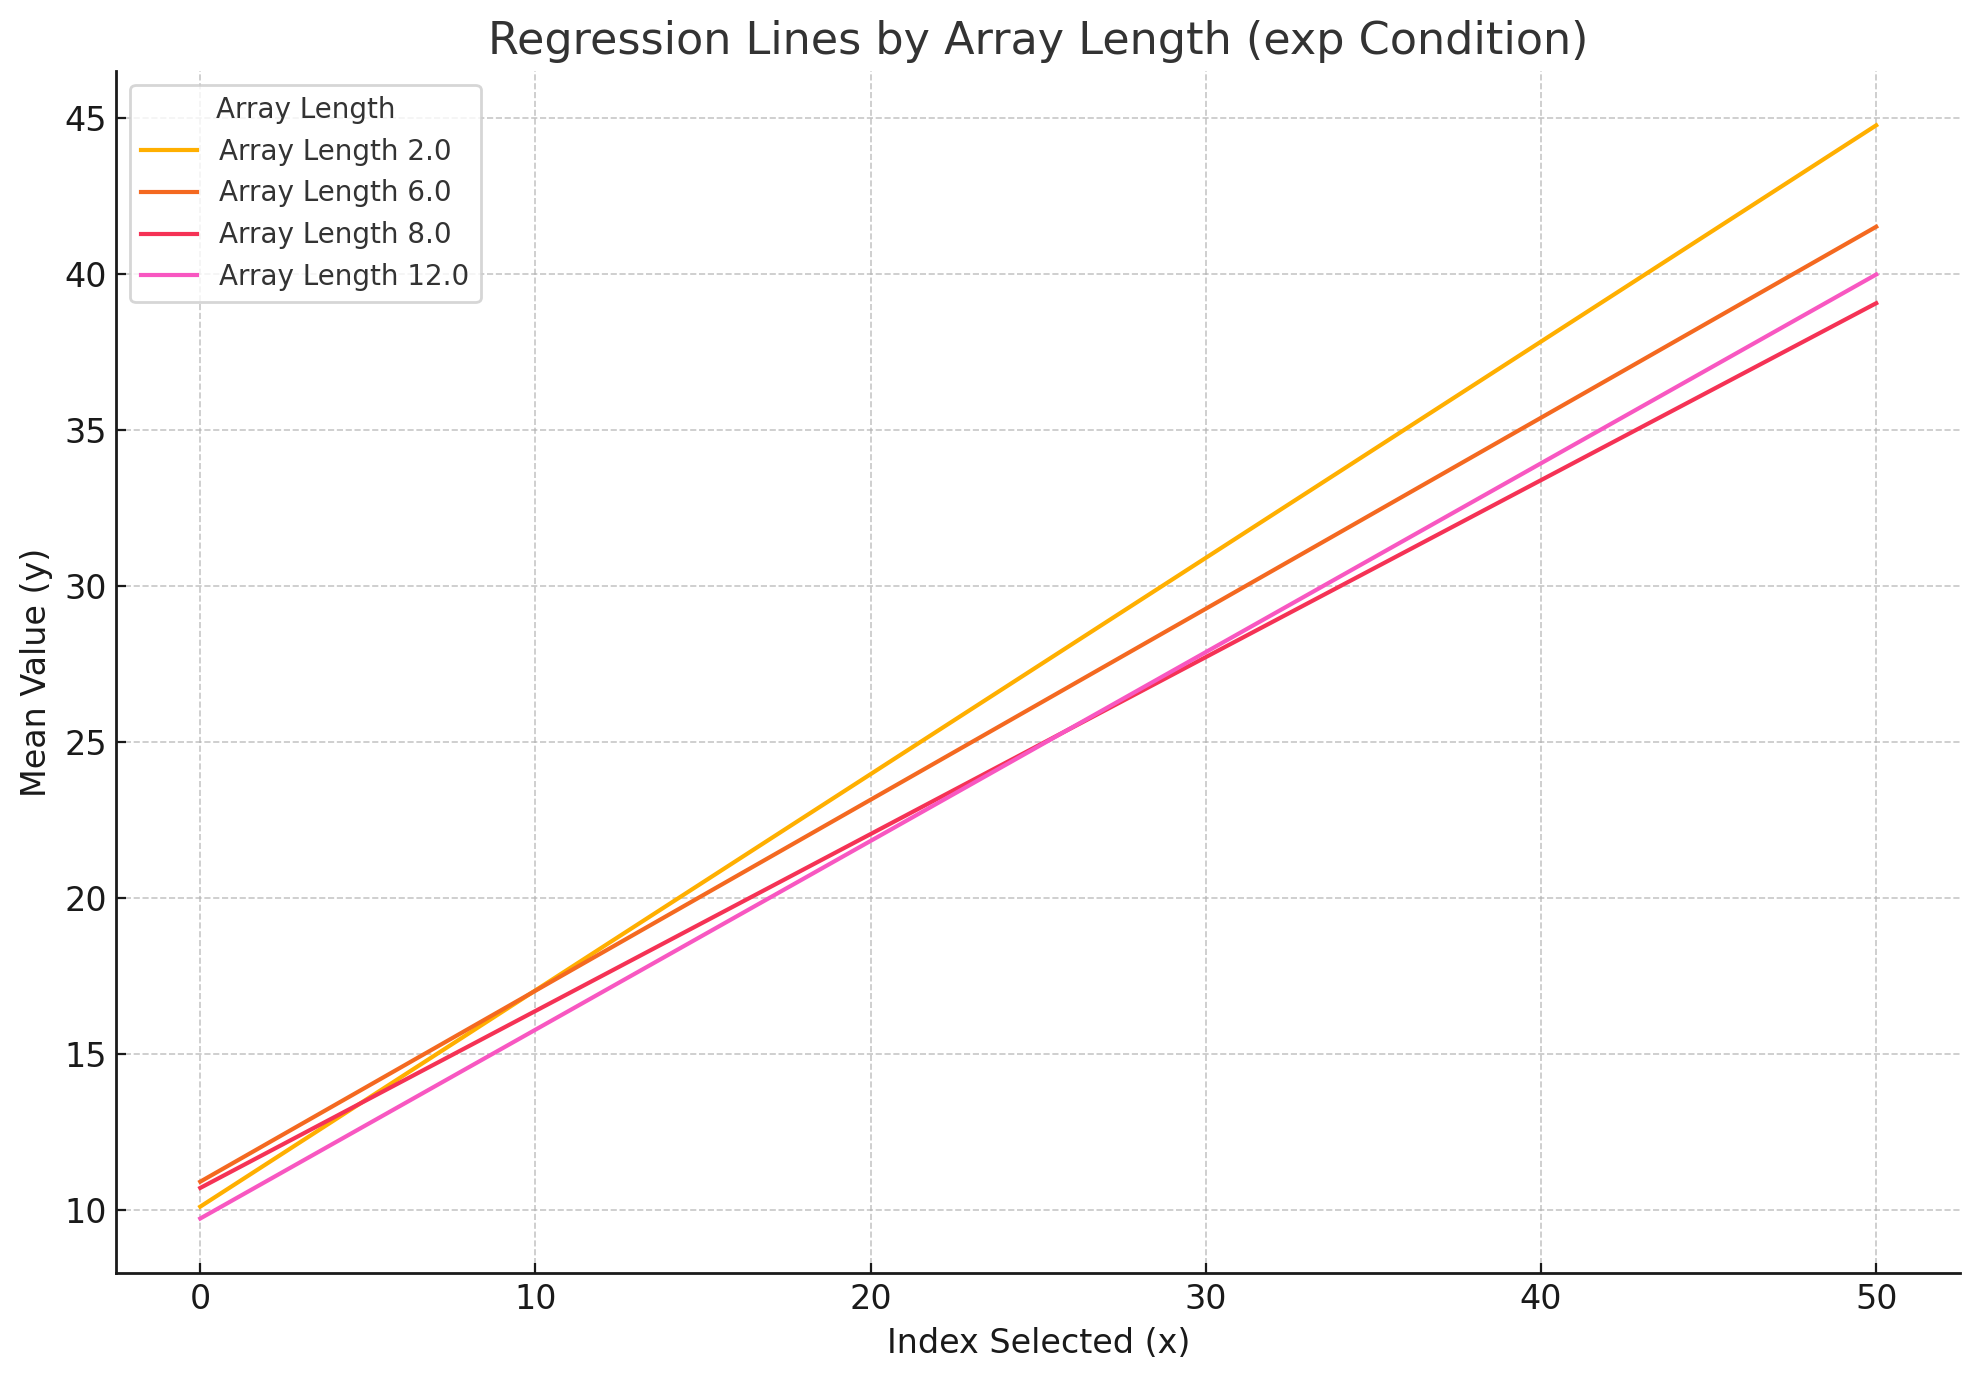 Regression Lines by Array Length (exp Condition)
Array Length
Array Length 2.0
Array Length 6.0
Array Length 8.0
Array Length 12.0
45
40
35
30
25
20
15
10
Mean Value (y)
0 10 20 30 40 50
Index Selected (x)